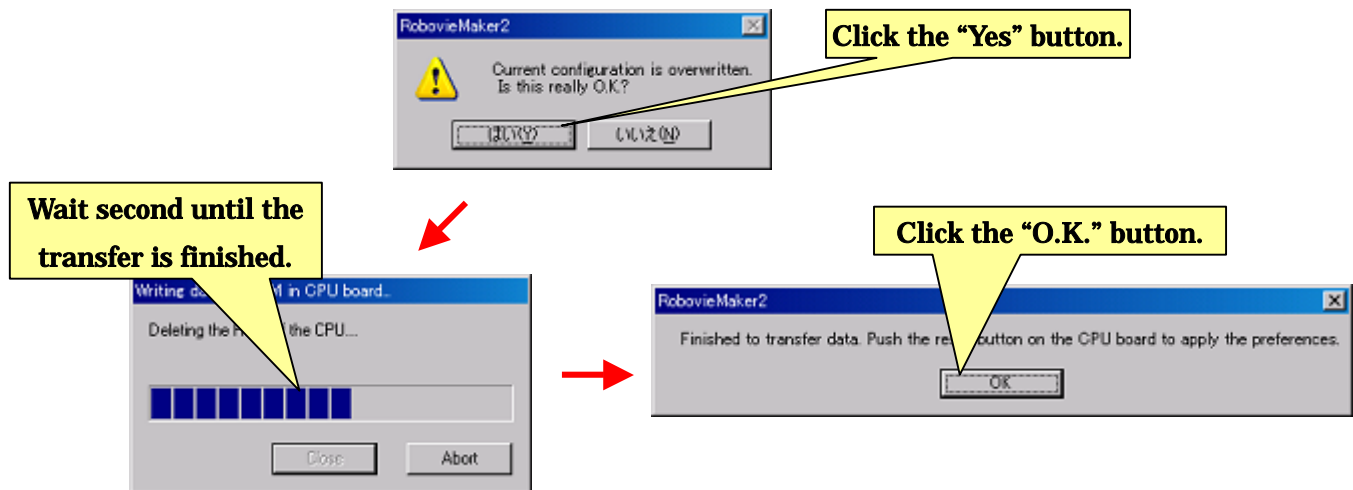 RobovieMaker2
Click the “Yes” button.
Current configuration is overwritten.
Is this really O.K.?
はい(Y)
いいえ(N)
Wait second until the
transfer is finished.
Click the “O.K.” button.
Writing in CPU board...
Deleting the the CPU....
Close
Abort
RobovieMaker2
Finished to transfer data. Push the button on the CPU board to apply the preferences.
OK